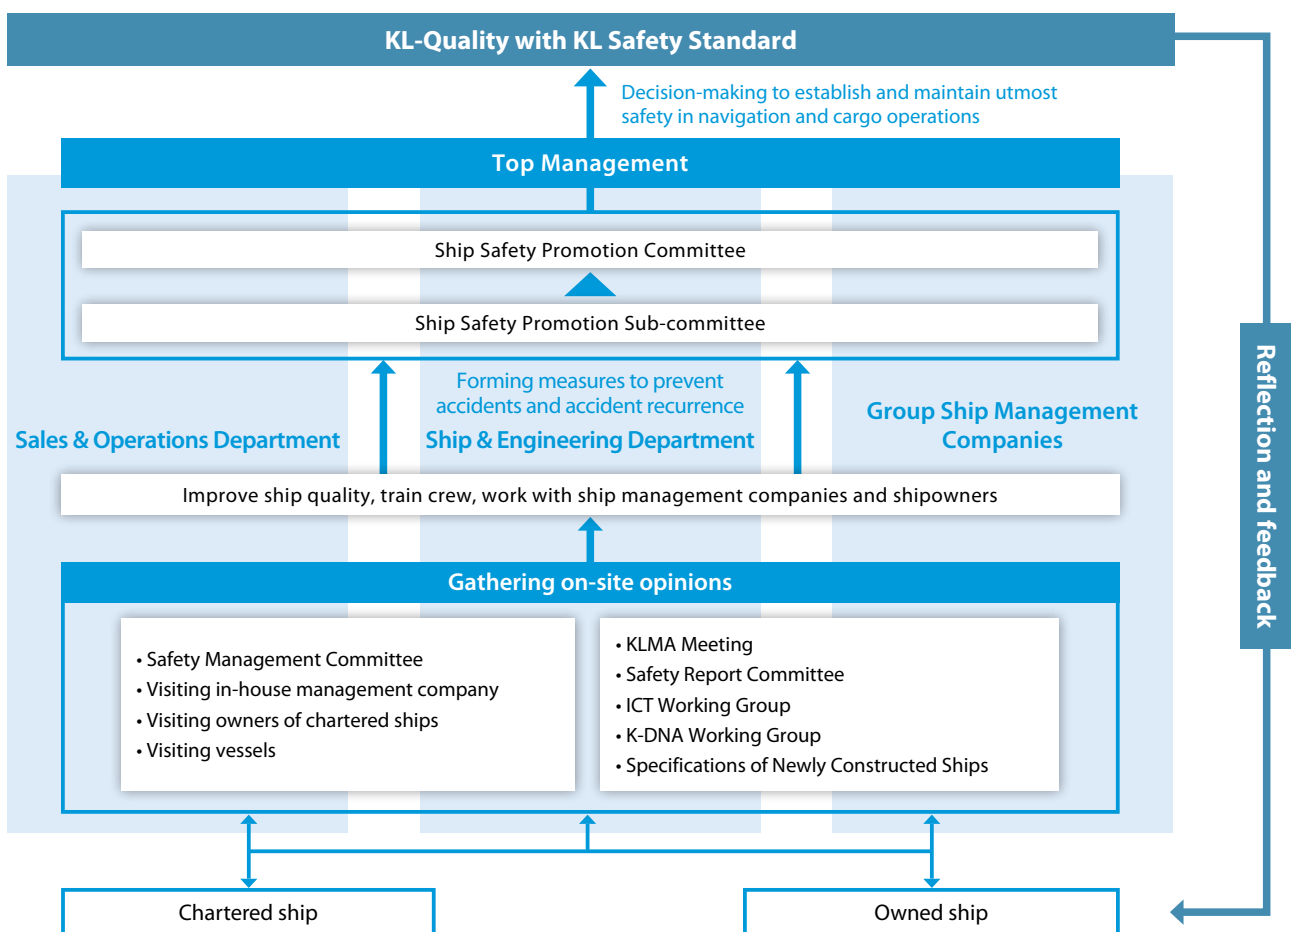 KL-Quality with KL Safety Standard
Decision-making to establish and maintain utmost
safety in navigation and cargo operations
Top Management
Ship Safety Promotion Committee
Ship Safety Promotion Sub-committee
Forming measures to prevent
accidents and accident recurrence
Sales & Operations Department
Ship & Engineering Department
Group Ship Management
Companies
Improve ship quality, train crew, work with ship management companies and shipowners
Gathering on-site opinions
• Safety Management Committee
• Visiting in-house management company
• Visiting owners of chartered ships
• Visiting vessels
• KLMA Meeting
• Safety Report Committee
• ICT Working Group
• K-DNA Working Group
• Specifications of Newly Constructed Ships
Chartered ship
Owned ship
Reflection and feedback